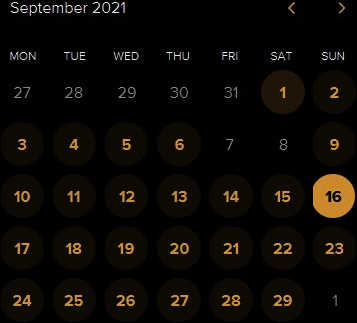 September 2021 < >
MON TUE WED THU FRI SAT SUN
27 28 29 30 31 1 2
3 4 5 6 7 8 9
10 11 12 13 14 15 16
17 18 19 20 21 22 23
24 25 26 27 28 29 1